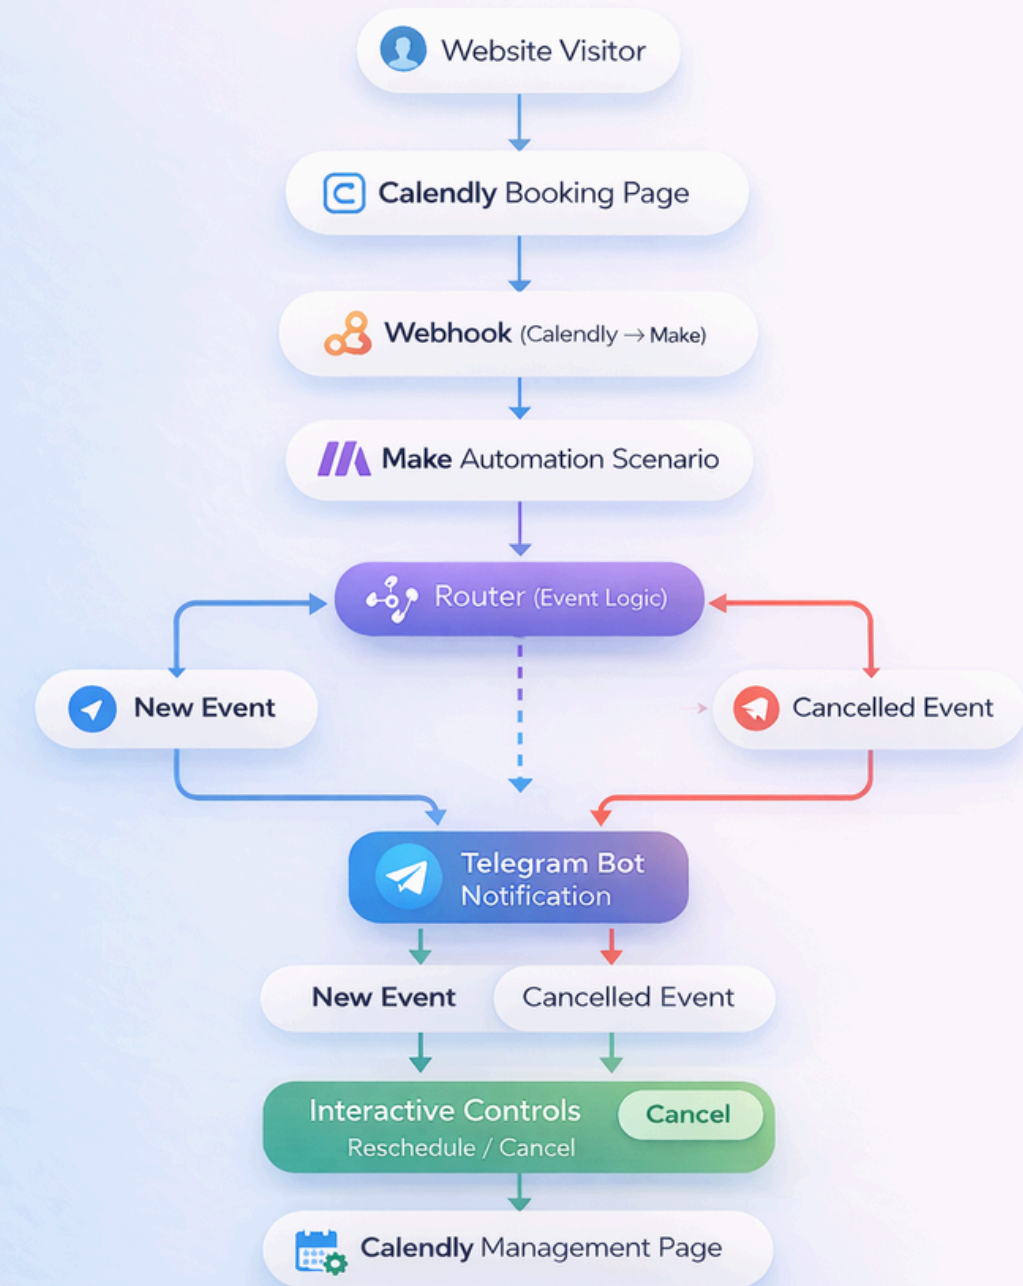 Website Visitor
Calendly Booking Page
Webhook (Calendly → Make)
Make Automation Scenario
Router (Event Logic)
New Event
Cancelled Event
Telegram Bot
Notification
New Event
Cancelled Event
Interactive Controls
Cancel
Reschedule / Cancel
Calendly Management Page